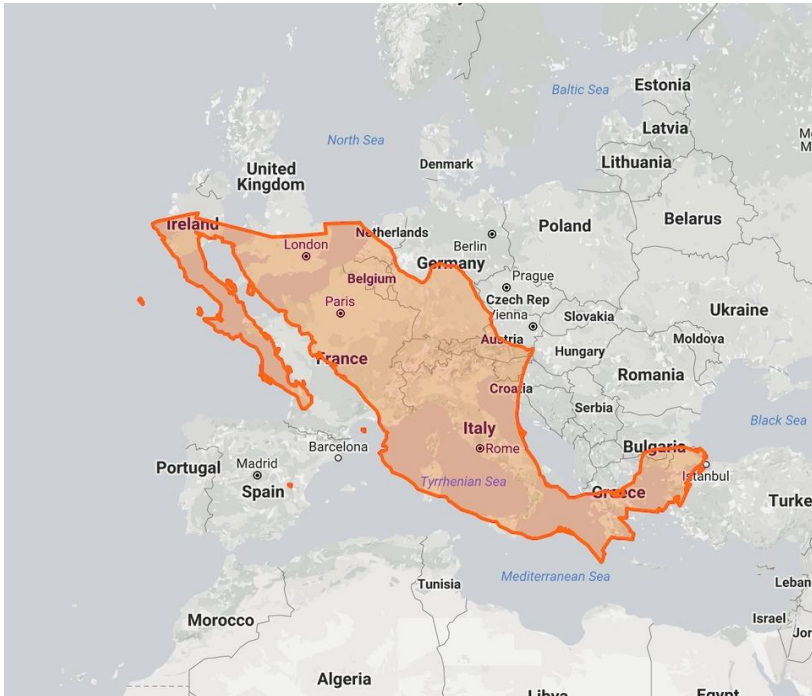 Baltic Sea
Estonia
Latvia
Lithuania
M
M
North Sea
Denmark
United
Kingdom
Belarus
Ireland
Poland
Netherlands
London
Berlin
Germany
Belgium
Prague
Czech Rep
Paris
Vienna
Slovakia
Ukraine
Austria
Moldova
France
Hungary
Romania
Croatia
Serbia
Black Sea
Italy
Barcelona
Rome
Bulgaria
Portugal
Madrid
Istanbul
Spain
Tyrrhenian Sea
Greece
Turke
Mediterranean Sea
Tunisia
Leban
Morocco
Israel
Jor
Algeria
Libya
Egypt